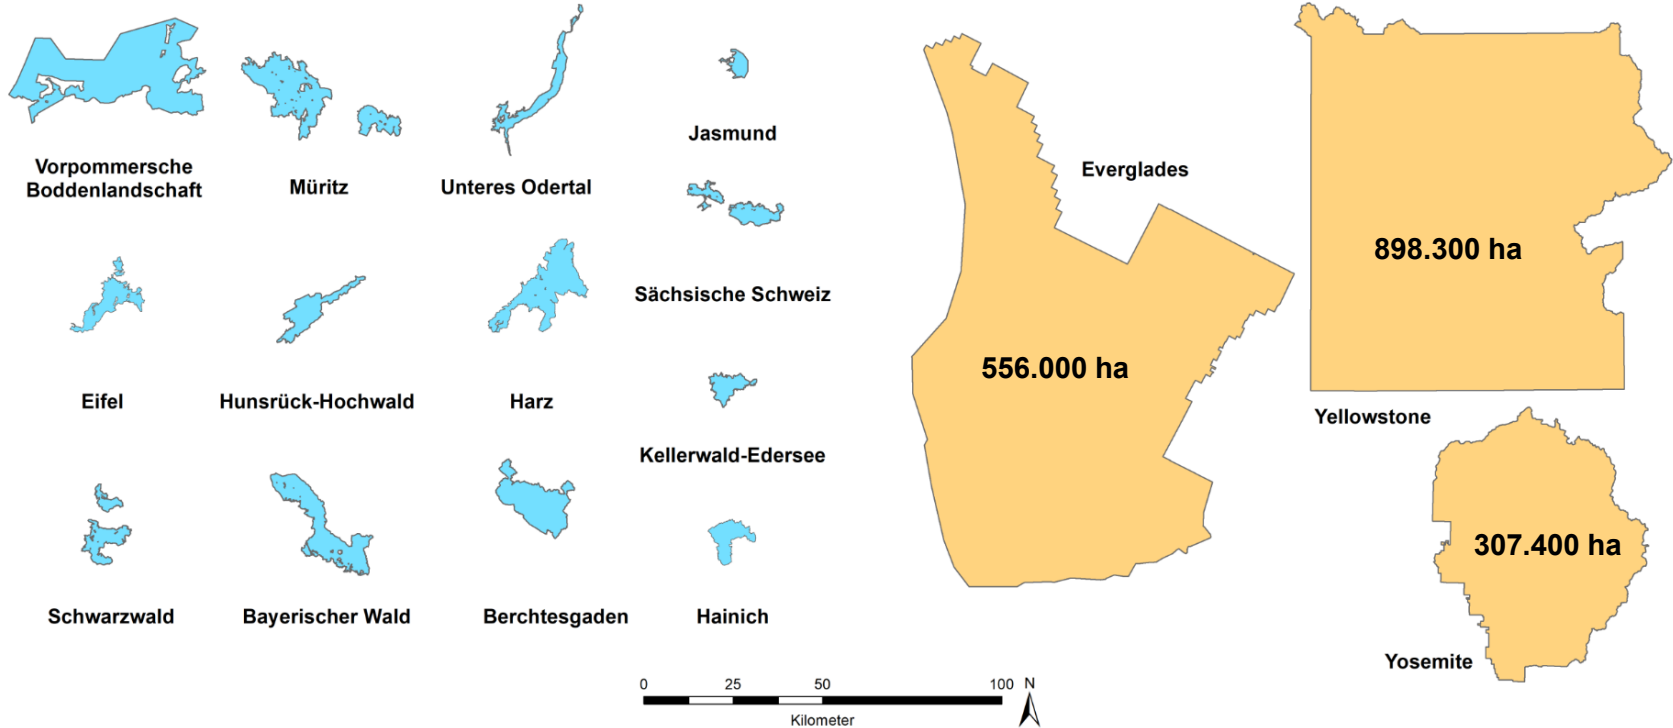 Vorpommersche
Boddenlandschaft
Müritz
Unteres Odertal
Jasmund
Sächsische Schweiz
Eifel
Hunsrück-Hochwald
Harz
Kellerwald-Edersee
Schwarzwald
Bayerischer Wald
Berchtesgaden
Hainich
Everglades
556.000 ha
898.300 ha
Yellowstone
307.400 ha
Yosemite
0 25 50 100 N
Kilometer